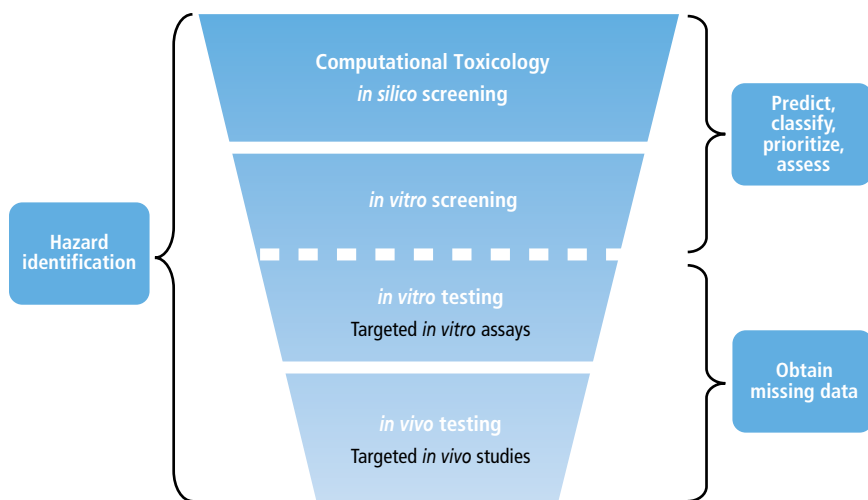 Computational Toxicology
in silico screening
in vitro screening
in vitro testing
Targeted in vitro assays
in vivo testing
Targeted in vivo studies
Hazard
identification
Predict,
classify,
prioritize,
assess
Obtain
missing data